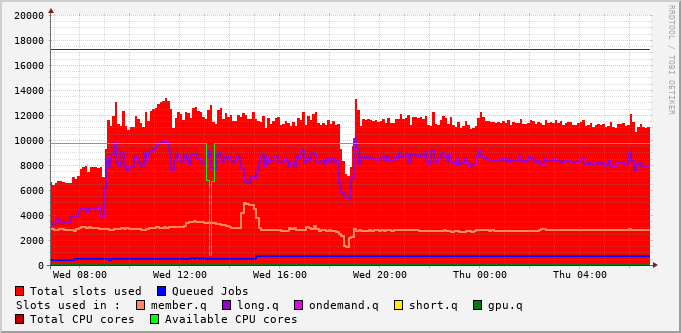 20000
18000
16000
14000
12000
10000
8000
6000
4000
2000
0
Wed 08:00 Wed 12:00 Wed 16:00 Wed 20:00 Thu 00:00 Thu 04:00
Total slots used Queued Jobs
Slots used in : member.q long.q ondemand.q short.q gpu.q
Total CPU cores Available CPU cores
RRDTOOL / TOBI OETIKER